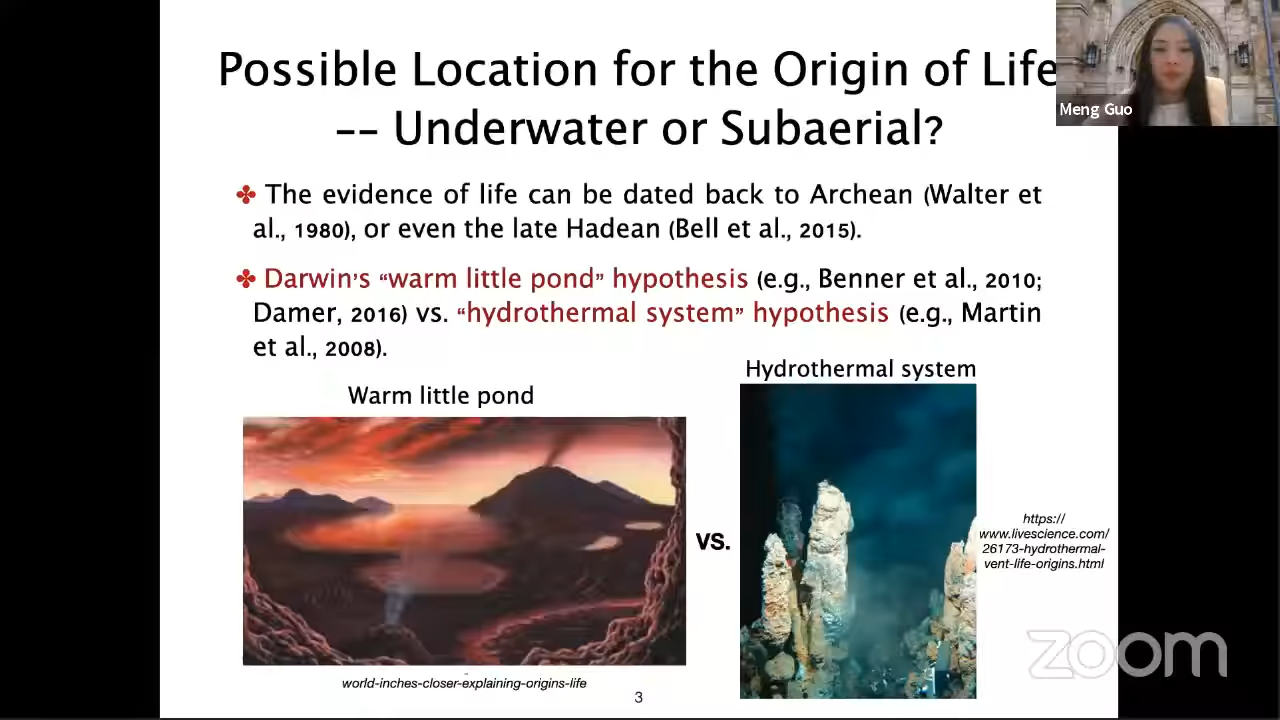 Possible Location for the Origin of Life
-- Underwater or Subaerial?
Meng Guo
✤ The evidence of life can be dated back to Archean (Walter et
al., 1980), or even the late Hadean (Bell et al., 2015).
✤ Darwin's “warm little pond” hypothesis (e.g., Benner et al., 2010;
Damer, 2016) vs. “hydrothermal system” hypothesis (e.g., Martin
et al., 2008).
Warm little pond
Hydrothermal system
vs.
https://
www.livescience.com/
26173-hydrothermal-
vent-life-origins.html
world-inches-closer-explaining-origins-life
3
zoom